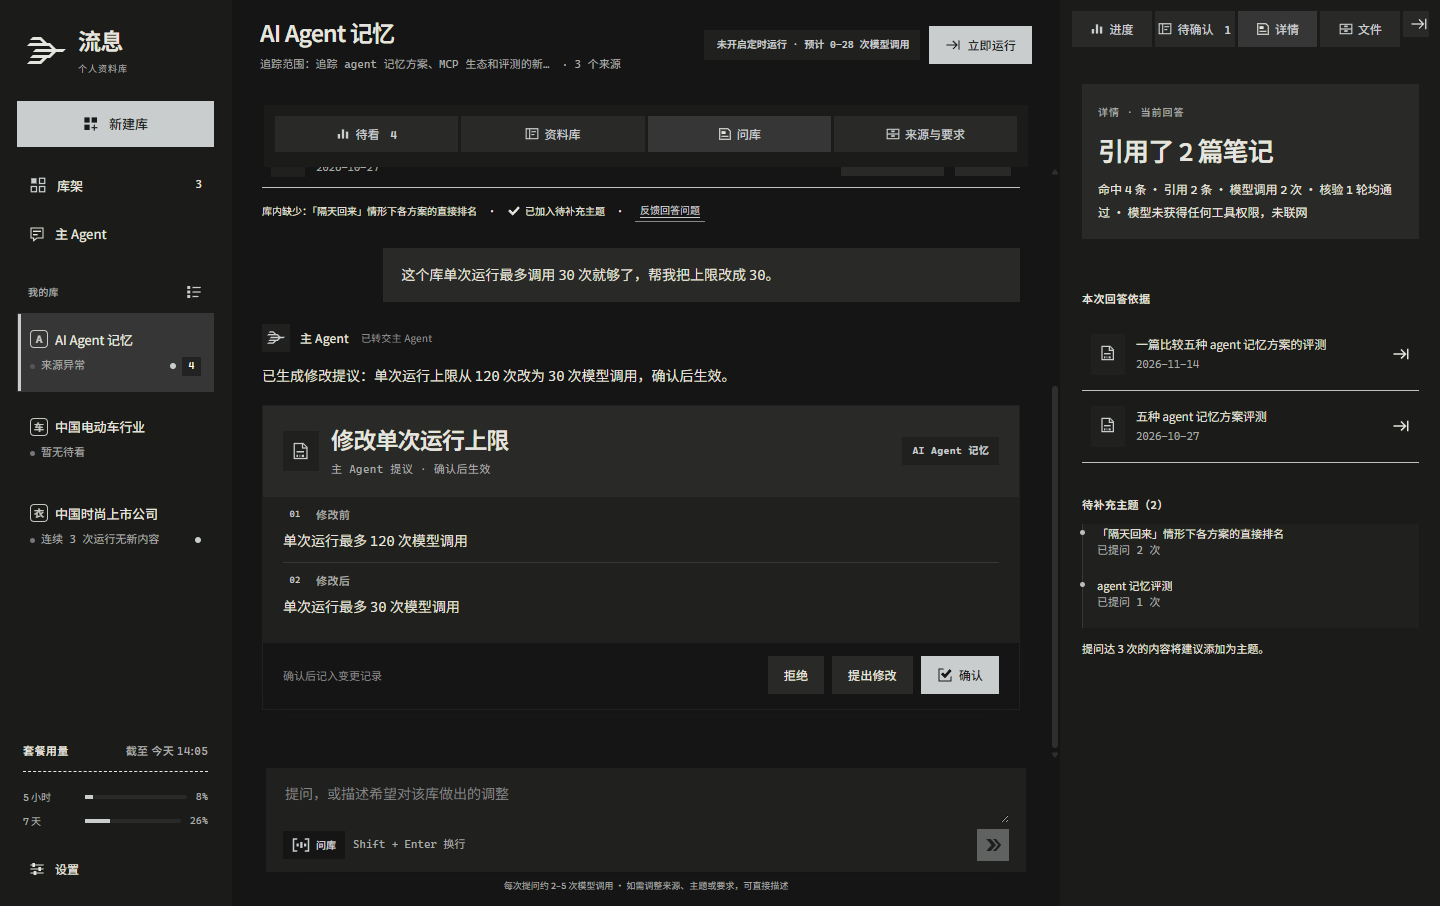 流息
个人资料库
新建库
库架 3
主 Agent
我的库
A AI Agent 记忆
来源异常 4
车 中国电动车行业
暂无待看
衣 中国时尚上市公司
连续 3 次运行无新内容
套餐用量 截至 今天 14:05
5 小时 8%
7 天 26%
设置
AI Agent 记忆
追踪范围：追踪 agent 记忆方案、MCP 生态和评测的新… · 3 个来源
未开启定时运行 · 预计 0–28 次模型调用
立即运行
待看 4
资料库
问库
来源与要求
2026-10-27
库内缺少：「隔天回来」情形下各方案的直接排名 · 已加入待补充主题 · 反馈回答问题
这个库单次运行最多调用 30 次就够了，帮我把上限改成 30。
主 Agent 已转交主 Agent
已生成修改提议：单次运行上限从 120 次改为 30 次模型调用，确认后生效。
修改单次运行上限
主 Agent 提议 · 确认后生效
AI Agent 记忆
01 修改前
单次运行最多 120 次模型调用
02 修改后
单次运行最多 30 次模型调用
确认后记入变更记录
拒绝
提出修改
确认
提问，或描述希望对该库做出的调整
问库 Shift + Enter 换行
每次提问约 2–5 次模型调用 · 如需调整来源、主题或要求，可直接描述
进度
待确认 1
详情
文件
详情 · 当前回答
引用了 2 篇笔记
命中 4 条 · 引用 2 条 · 模型调用 2 次 · 核验 1 轮均通
过 · 模型未获得任何工具权限，未联网
本次回答依据
一篇比较五种 agent 记忆方案的评测
2026-11-14
五种 agent 记忆方案评测
2026-10-27
待补充主题（2）
「隔天回来」情形下各方案的直接排名
已提问 2 次
agent 记忆评测
已提问 1 次
提问达 3 次的内容将建议添加为主题。